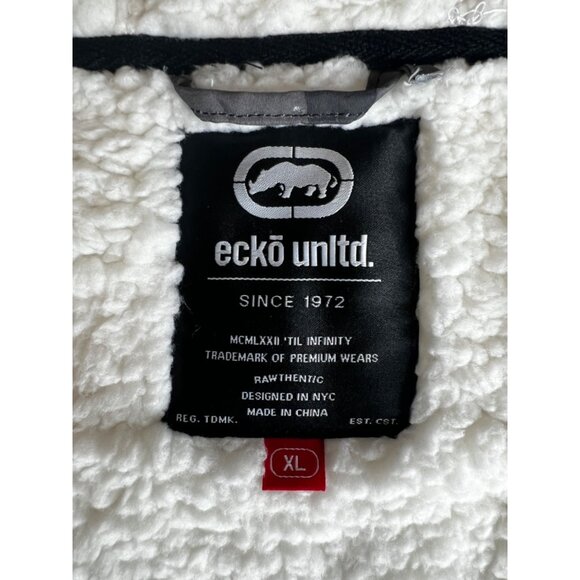 eckō unltd.
SINCE 1972
MCMLXXII 'TIL INFINITY
TRADEMARK OF PREMIUM WEARS
RAWTHENTIC
DESIGNED IN NYC
MADE IN CHINA
REG. TDMK. EST. CST.
XL